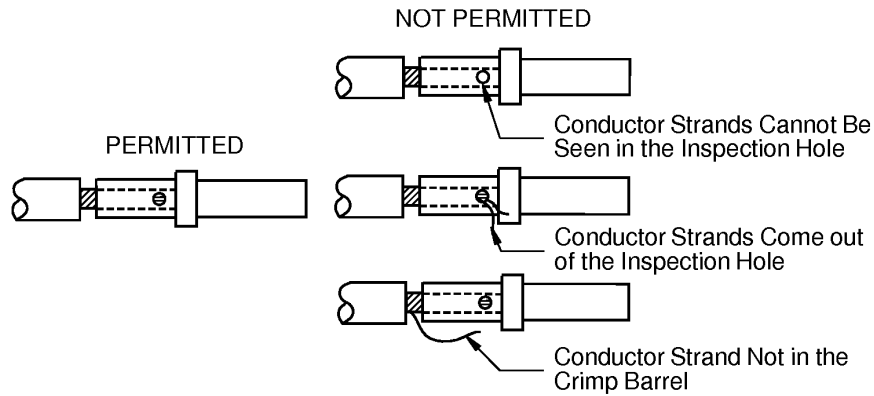 NOT PERMITTED
Conductor Strands Cannot Be
Seen in the Inspection Hole
PERMITTED
Conductor Strands Come out
of the Inspection Hole
Conductor Strand Not in the
Crimp Barrel